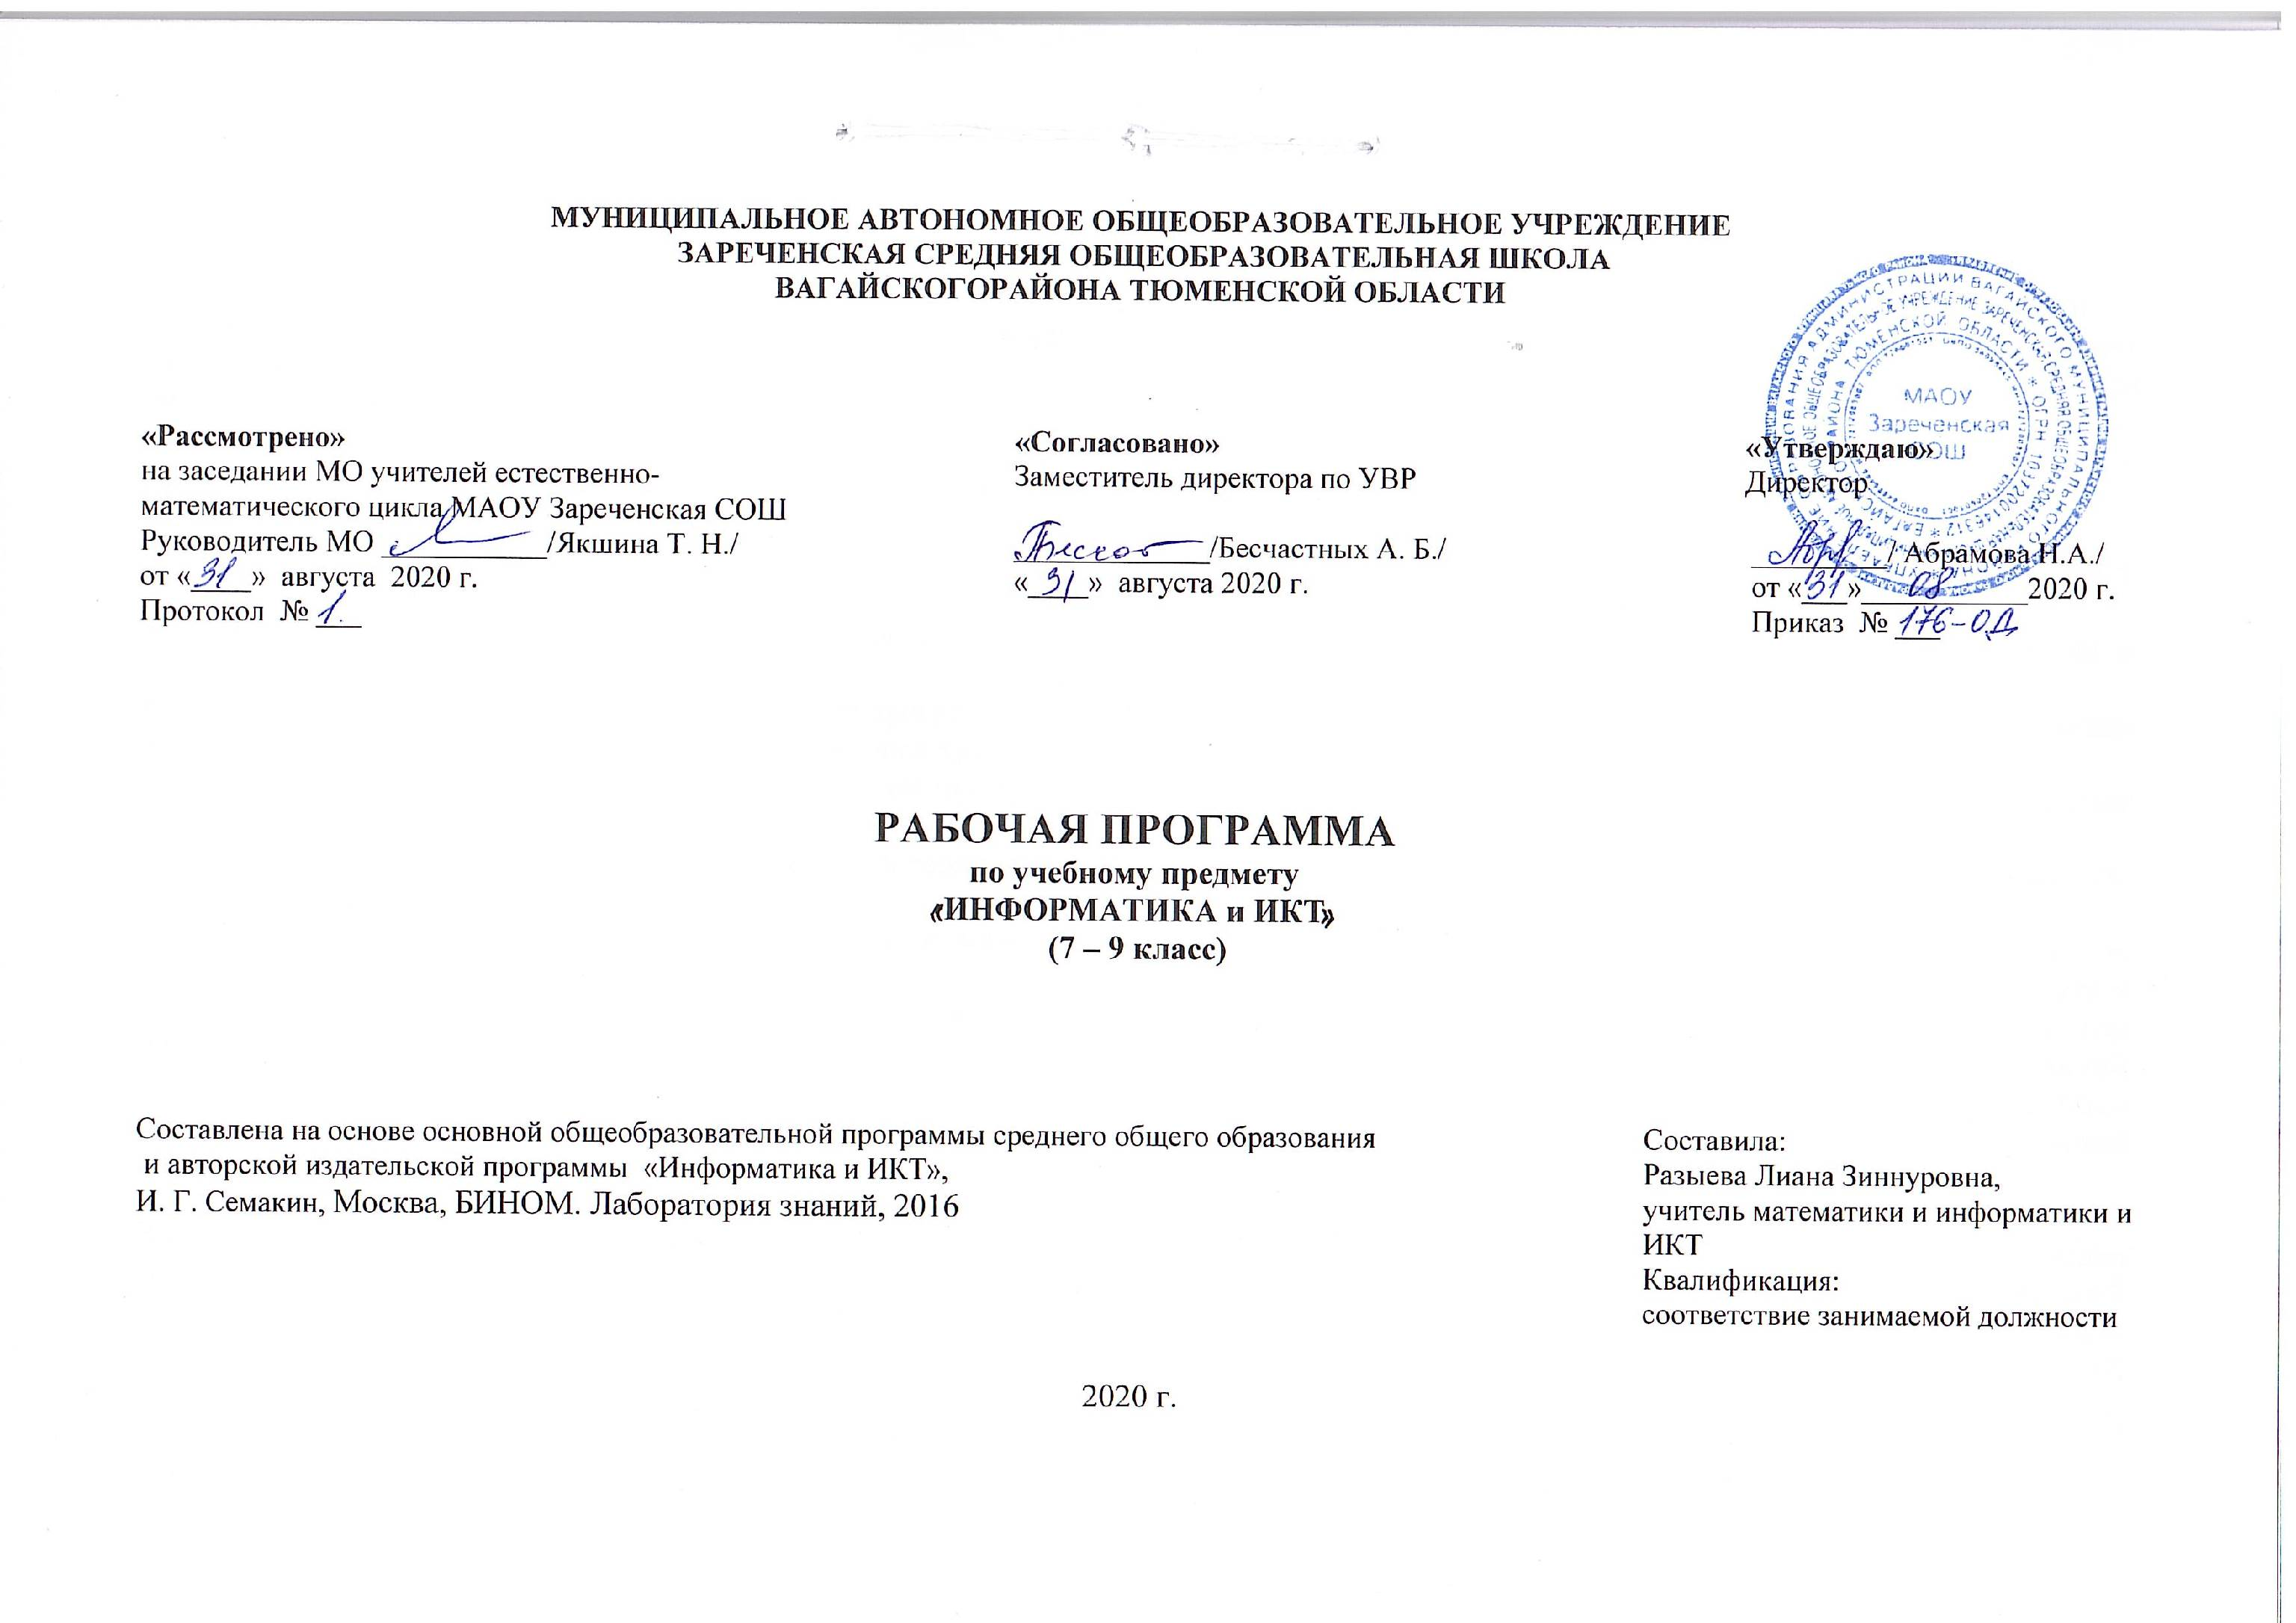 МУНИЦИПАЛЬНОЕ АВТОНОМНОЕ ОБЩЕОБРАЗОВАТЕЛЬНОЕ УЧРЕЖДЕНИЕ
ЗАРЕЧЕНСКАЯ СРЕДНЯЯ ОБЩЕОБРАЗОВАТЕЛЬНАЯ ШКОЛА
ВАГАЙСКОГОРАЙОНА ТЮМЕНСКОЙ ОБЛАСТИ
«Рассмотрено»
на заседании МО учителей естественно-
математического цикла МАОУ Зареченская СОШ
Руководитель МО ___________/Якшина Т. Н./
от «31» августа 2020 г.
Протокол № 1.
«Согласовано»
Заместитель директора по УВР
_____________/Бесчастных А. Б./
«31» августа 2020 г.
МАОУ
Зареченская
СОШ
«Утверждаю»
Директор
_________/ Абрамова Н.А./
от «31» 08 2020 г.
Приказ № 176-ОД
РАБОЧАЯ ПРОГРАММА
по учебному предмету
«ИНФОРМАТИКА и ИКТ»
(7 – 9 класс)
Составлена на основе основной общеобразовательной программы среднего общего образования
и авторской издательской программы «Информатика и ИКТ»,
И. Г. Семакин, Москва, БИНОМ. Лаборатория знаний, 2016
Составила:
Разыева Лиана Зиннуровна,
учитель математики и информатики и
ИКТ
Квалификация:
соответствие занимаемой должности
2020 г.